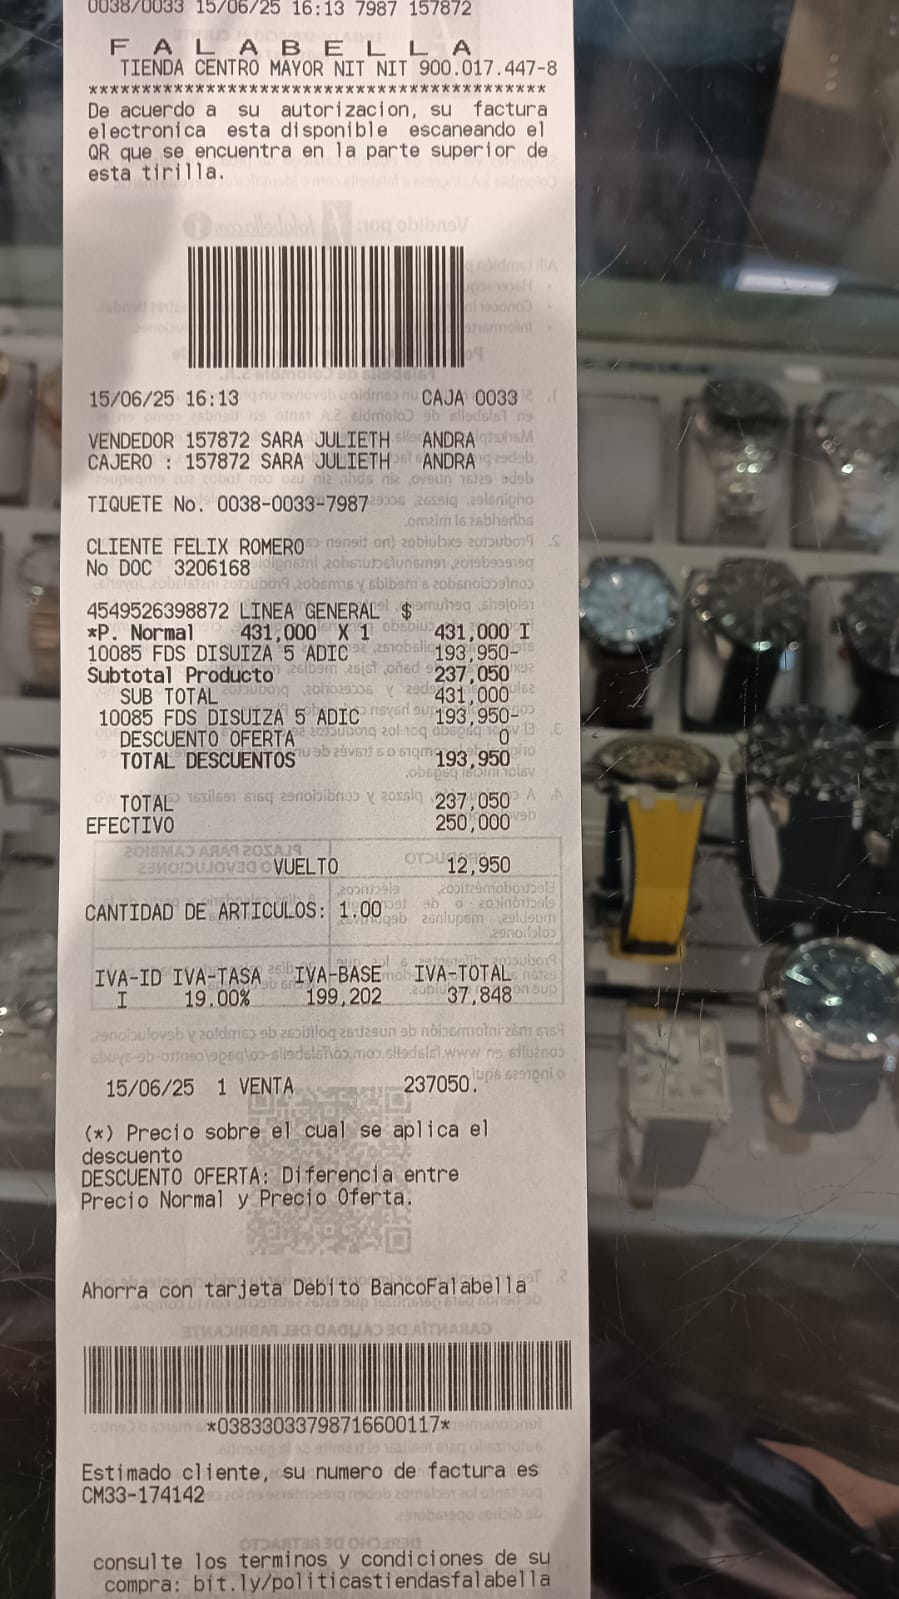 0038/0033 15/06/25 16:13 7987 157872
F A L A B E L L A
TIENDA CENTRO MAYOR NIT NIT 900.017.447-8
*******************************************
De acuerdo a su autorizacion, su factura
electronica esta disponible escaneando el
QR que se encuentra en la parte superior de
esta tirilla.
15/06/25 16:13 CAJA 0033
VENDEDOR 157872 SARA JULIETH ANDRA
CAJERO : 157872 SARA JULIETH ANDRA
TIQUETE No. 0038-0033-7987
CLIENTE FELIX ROMERO
No DOC 3206168
4549526398872 LINEA GENERAL $
*P. Normal 431,000 X 1 431,000 I
10085 FDS DISUIZA 5 ADIC 193,950-
Subtotal Producto 237,050
SUB TOTAL 431,000
10085 FDS DISUIZA 5 ADIC 193,950-
DESCUENTO OFERTA 0
TOTAL DESCUENTOS 193,950
TOTAL 237,050
EFECTIVO 250,000
VUELTO 12,950
CANTIDAD DE ARTICULOS: 1.00
IVA-ID IVA-TASA IVA-BASE IVA-TOTAL
I 19.00% 199,202 37,848
15/06/25 1 VENTA 237050.
(*) Precio sobre el cual se aplica el
descuento
DESCUENTO OFERTA: Diferencia entre
Precio Normal y Precio Oferta.
Ahorra con tarjeta Debito BancoFalabella
*03833033798716600117*
Estimado cliente, su numero de factura es
CM33-174142
consulte los terminos y condiciones de su
compra: bit.ly/politicastiendasfalabella